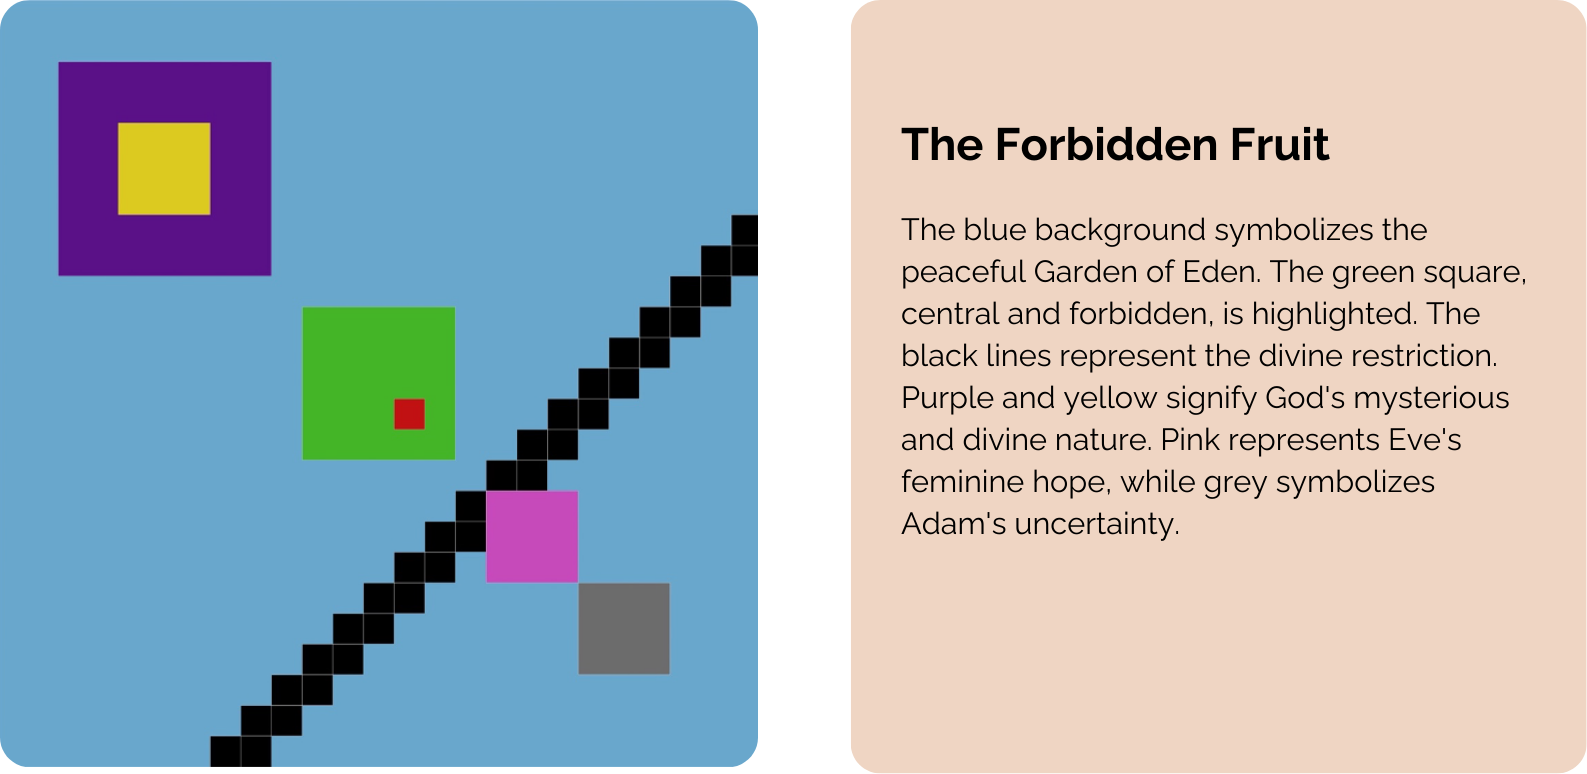 The Forbidden Fruit
The blue background symbolizes the
peaceful Garden of Eden. The green square,
central and forbidden, is highlighted. The
black lines represent the divine restriction.
Purple and yellow signify God's mysterious
and divine nature. Pink represents Eve's
feminine hope, while grey symbolizes
Adam's uncertainty.